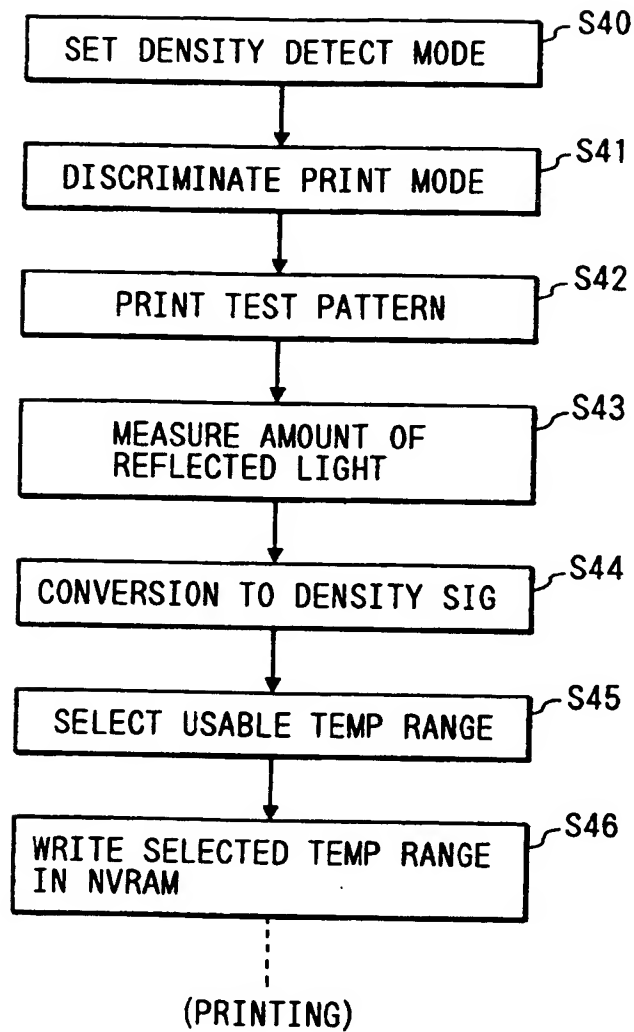 SET DENSITY DETECT MODE
S40
DISCRIMINATE PRINT MODE
S41
PRINT TEST PATTERN
S42
MEASURE AMOUNT OF
REFLECTED LIGHT
S43
CONVERSION TO DENSITY SIG
S44
SELECT USABLE TEMP RANGE
S45
WRITE SELECTED TEMP RANGE
IN NVRAM
S46
(PRINTING)